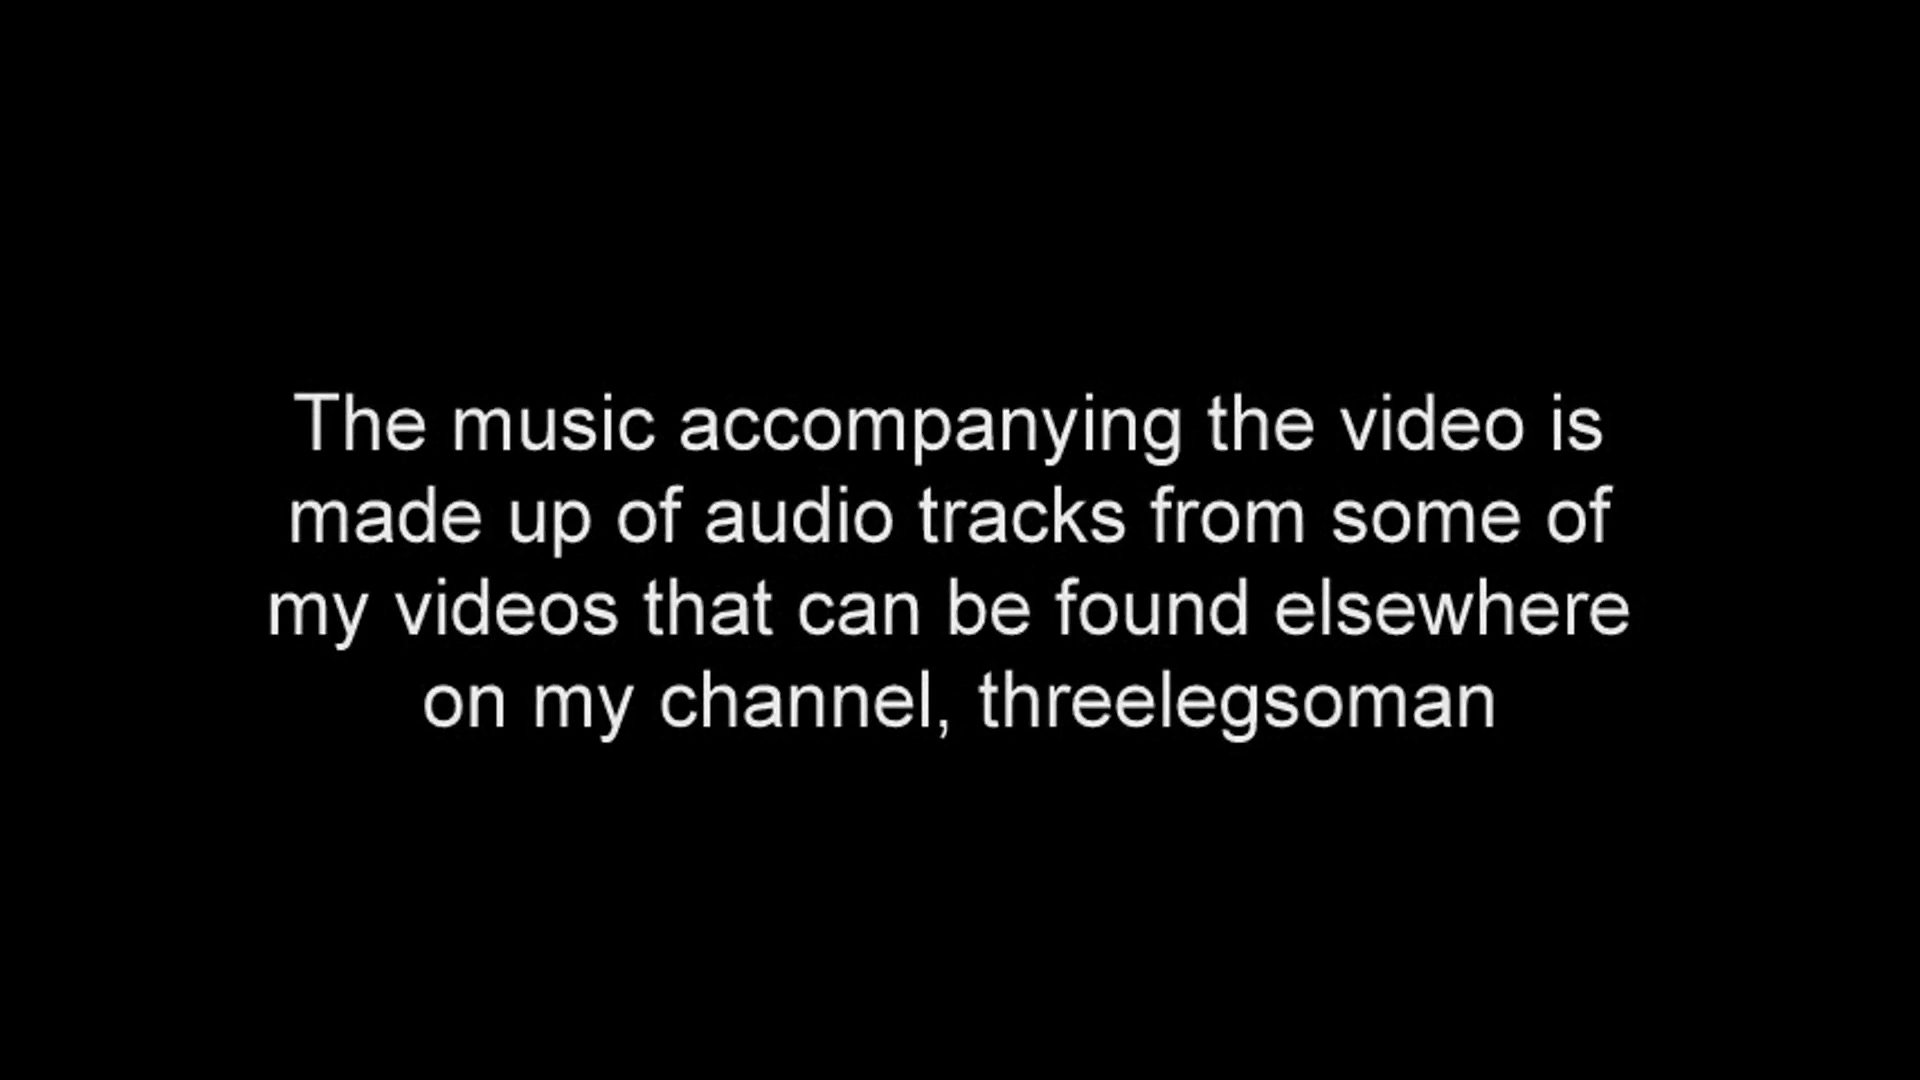 The music accompanying the video is
made up of audio tracks from some of
my videos that can be found elsewhere
on my channel, threelegsoman